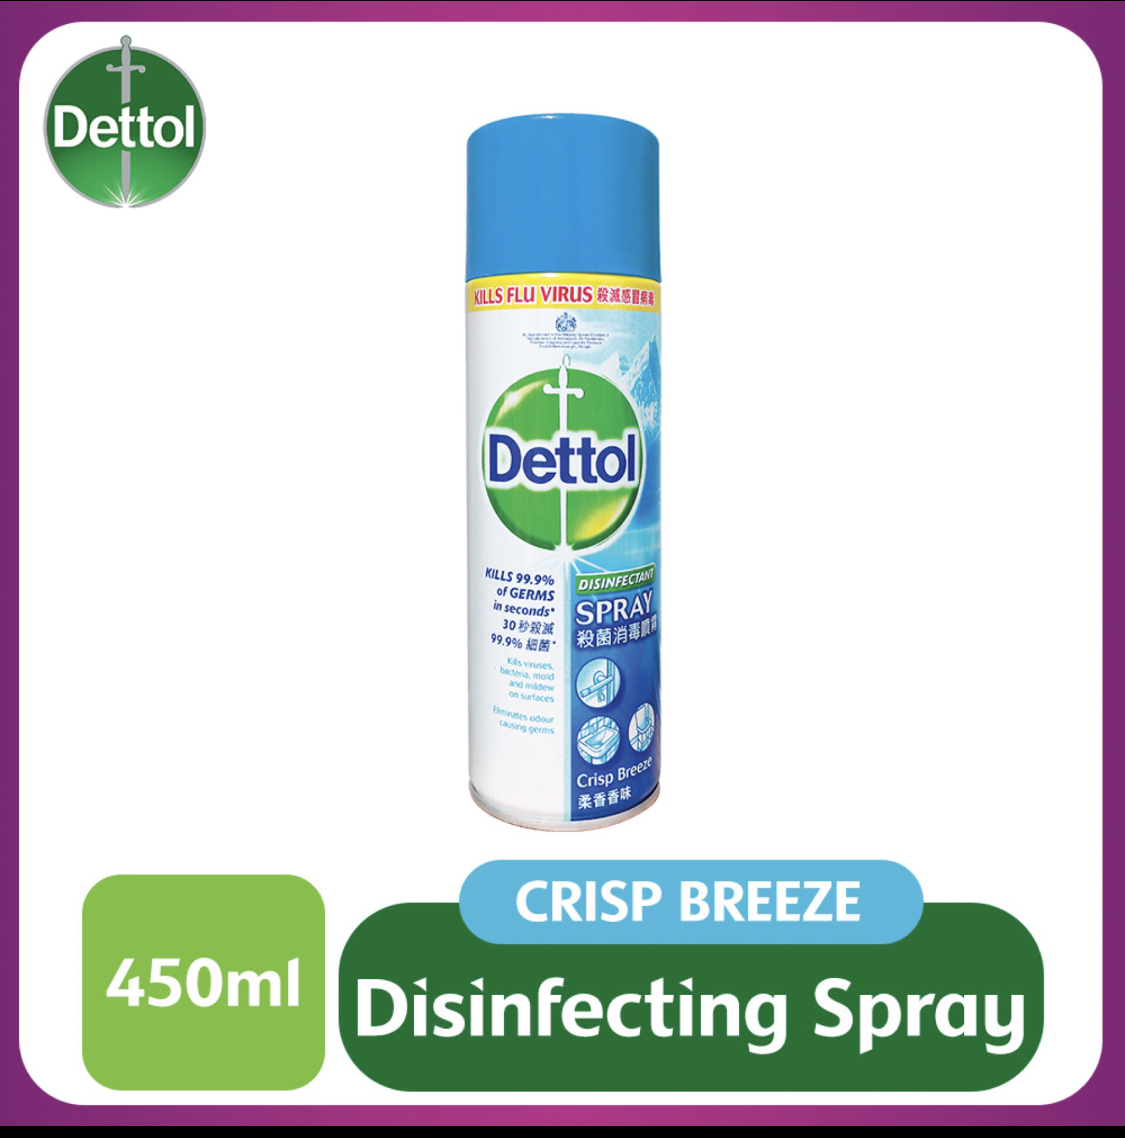 Dettol
KILLS FLU VIRUS 殺滅感冒病毒
Dettol
KILLS 99.9%
of GERMS
in seconds*
30 秒殺滅
99.9% 細菌*
Kills viruses,
bacteria, mold
and mildew
on surfaces
Eliminates odour
causing germs
DISINFECTANT
SPRAY
殺菌消毒噴霧
Crisp Breeze
柔香香味
CRISP BREEZE
450ml
Disinfecting Spray